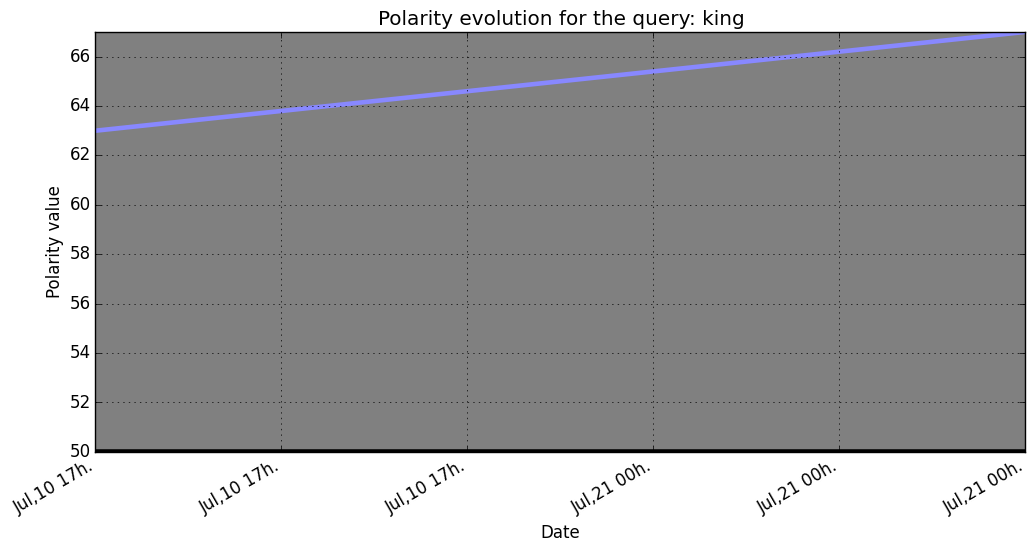 Polarity evolution for the query: king
66
64
62
60
58
56
54
52
50
Polarity value
Jul,10 17h.
Jul,10 17h.
Jul,10 17h.
Jul,21 00h.
Jul,21 00h.
Jul,21 00h.
Date